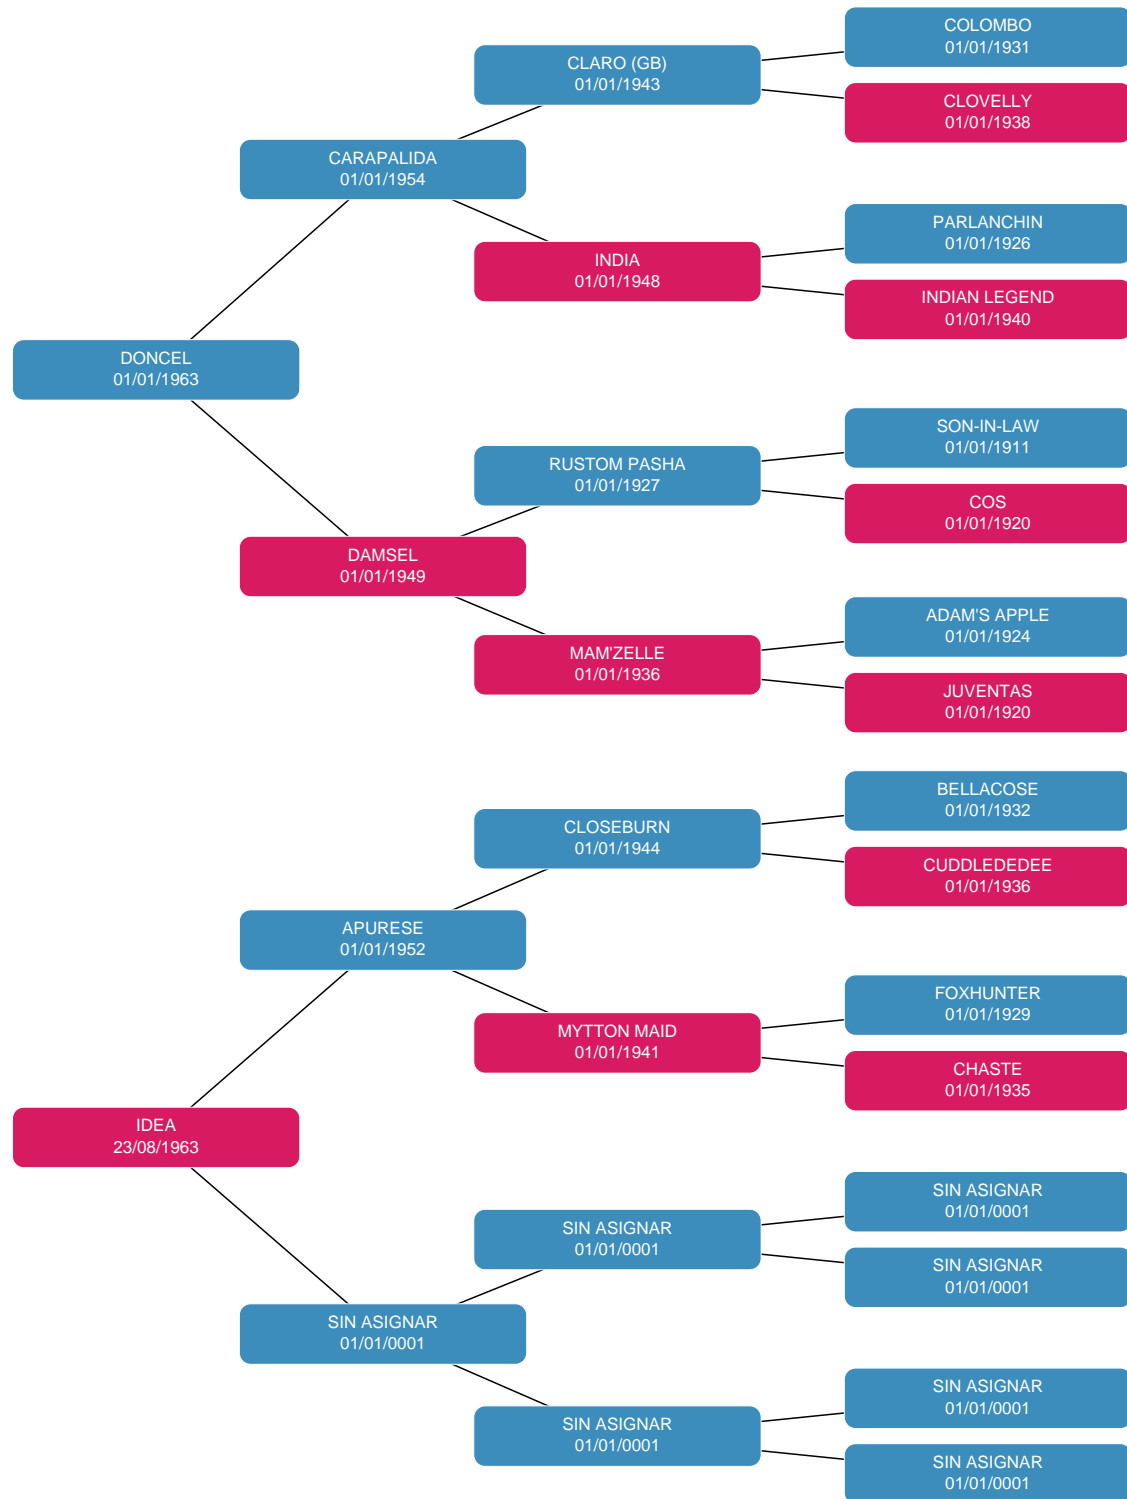 COLOMBO
01/01/1931
CLARO (GB)
01/01/1943
CLOVELLY
01/01/1938
CARAPALIDA
01/01/1954
PARLANCHIN
01/01/1926
INDIA
01/01/1948
INDIAN LEGEND
01/01/1940
DONCEL
01/01/1963
SON-IN-LAW
01/01/1911
RUSTOM PASHA
01/01/1927
COS
01/01/1920
DAMSEL
01/01/1949
ADAM'S APPLE
01/01/1924
MAM'ZELLE
01/01/1936
JUVENTAS
01/01/1920
BELLACOSE
01/01/1932
CLOSEBURN
01/01/1944
CUDDLEDEDEE
01/01/1936
APURESE
01/01/1952
FOXHUNTER
01/01/1929
MYTTON MAID
01/01/1941
CHASTE
01/01/1935
IDEA
23/08/1963
SIN ASIGNAR
01/01/0001
SIN ASIGNAR
01/01/0001
SIN ASIGNAR
01/01/0001
SIN ASIGNAR
01/01/0001
SIN ASIGNAR
01/01/0001
SIN ASIGNAR
01/01/0001
SIN ASIGNAR
01/01/0001